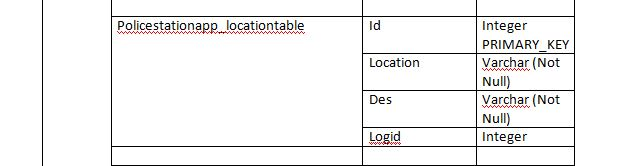 Policestationapp_locationtable Id Integer
PRIMARY_KEY
Location Varchar (Not
Null)
Des Varchar (Not
Null)
Logid Integer